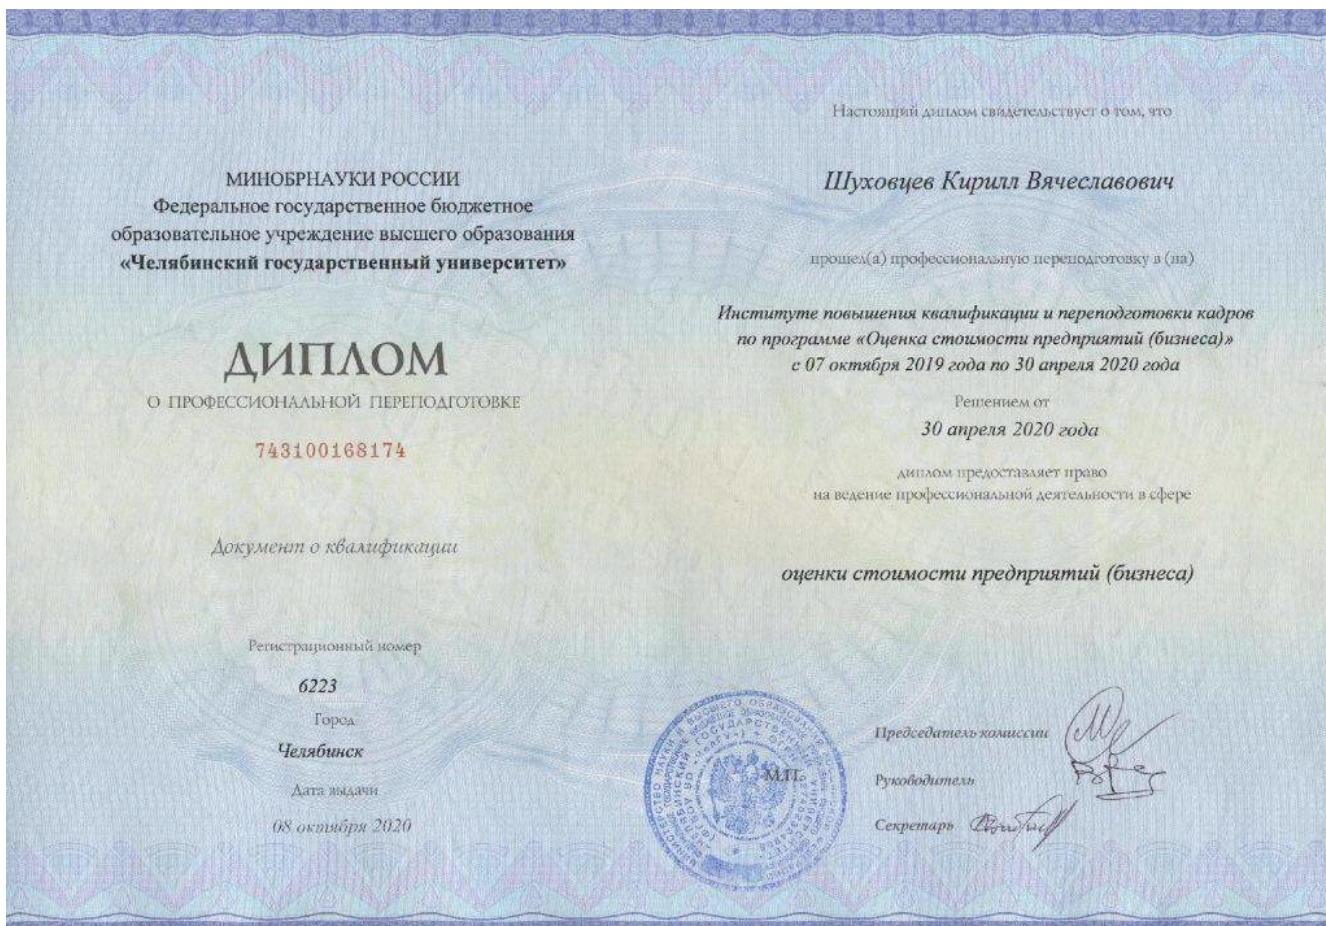 МИНОБРНАУКИ РОССИИ
Федеральное государственное бюджетное
образовательное учреждение высшего образования
«Челябинский государственный университет»
ДИПЛОМ
О ПРОФЕССИОНАЛЬНОЙ ПЕРЕПОДГОТОВКЕ
743100168174
Документ о квалификации
Регистрационный номер
6223
Город
Челябинск
Дата выдачи
08 октября 2020
Настоящий диплом свидетельствует о том, что
Шуховцев Кирилл Вячеславович
прошел(а) профессиональную переподготовку в (на)
Институте повышения квалификации и переподготовки кадров
по программе «Оценка стоимости предприятий (бизнеса)»
с 07 октября 2019 года по 30 апреля 2020 года
Решением от
30 апреля 2020 года
диплом предоставляет право
на ведение профессиональной деятельности в сфере
оценки стоимости предприятий (бизнеса)
М.П.
Председатель комиссии
Руководитель
Секретарь